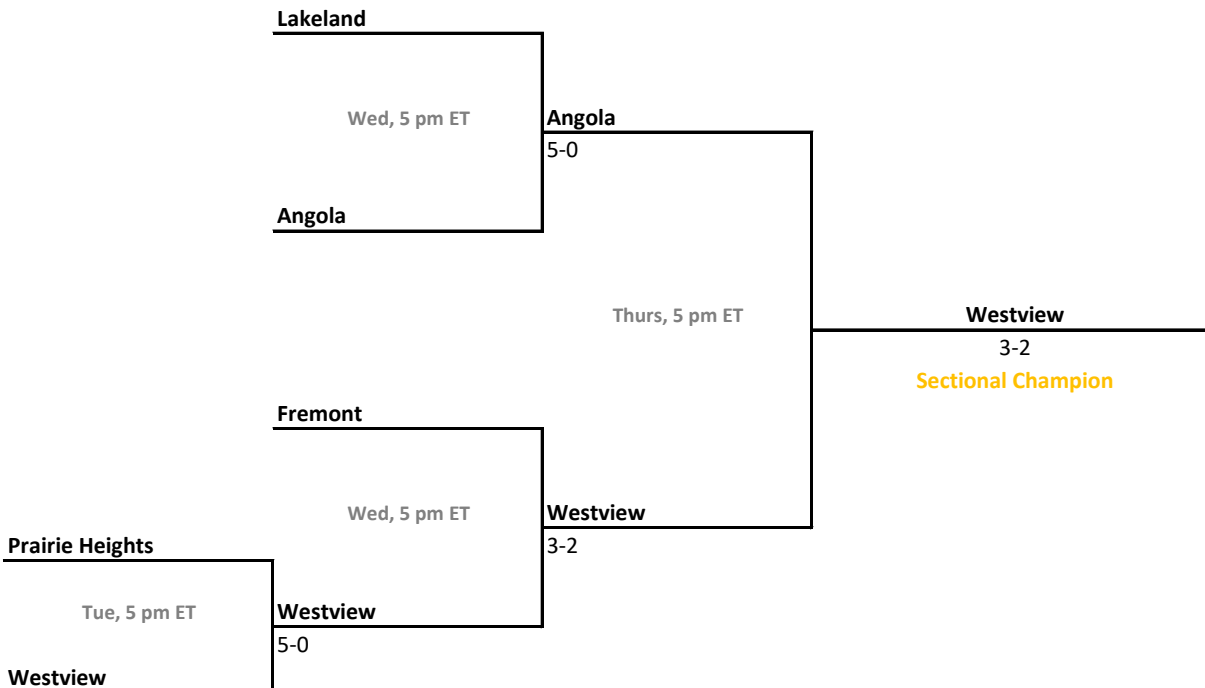 Lakeland
Wed, 5 pm ET
Angola
5-0
Angola
Thurs, 5 pm ET
Westview
3-2
Sectional Champion
Fremont
Wed, 5 pm ET
Westview
3-2
Prairie Heights
Tue, 5 pm ET
Westview
5-0
Westview